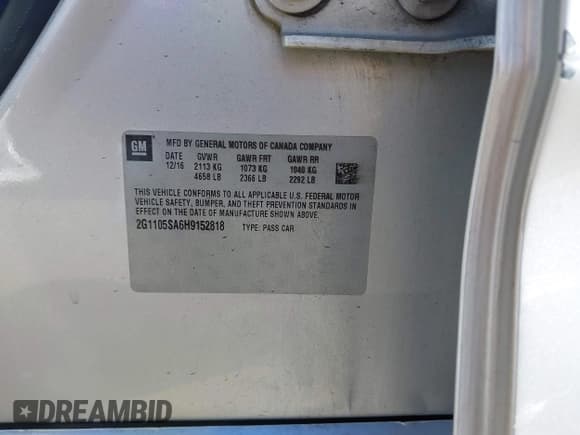 GM
MFD BY GENERAL MOTORS OF CANADA COMPANY
DATE GVWR GAWR FRT GAWR RR
12/16 2113 KG 1073 KG 1040 KG
4658 LB 2366 LB 2292 LB
THIS VEHICLE CONFORMS TO ALL APPLICABLE U.S. FEDERAL MOTOR
VEHICLE SAFETY, BUMPER, AND THEFT PREVENTION STANDARDS IN
EFFECT ON THE DATE OF MANUFACTURE SHOWN ABOVE.
2G1105SA6H9152818 TYPE: PASS CAR
DREAMBID